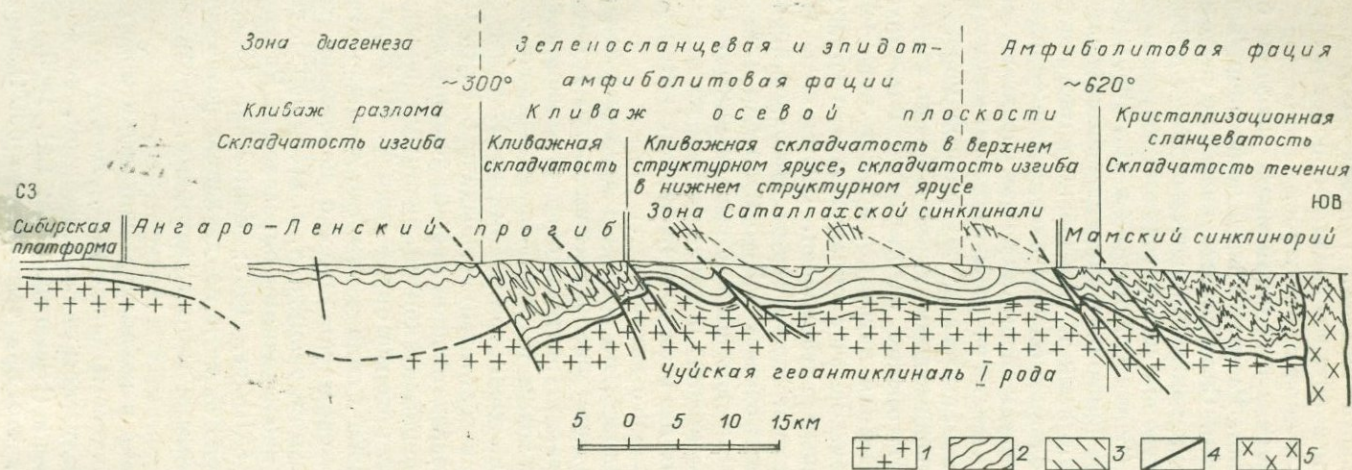 Зона диагенеза
Зеленосланцевая и эпидот-
амфиболитовая фации
Амфиболитовая фация
~300°
~620°
Кливаж разлома
Кливаж осевой плоскости
Кристаллизационная
сланцеватость
Складчатость изгиба
Кливажная
складчатость
Кливажная складчатость в верхнем
структурном ярусе, складчатость изгиба
в нижнем структурном ярусе
Складчатость течения
СЗ
ЮВ
Зона Саталлахской синклинали
Сибирская
платформа
Ангаро-Ленский прогиб
Мамский синклинорий
Чуйская геоантиклиналь I рода
5 0 5 10 15км
1 2 3 4 5